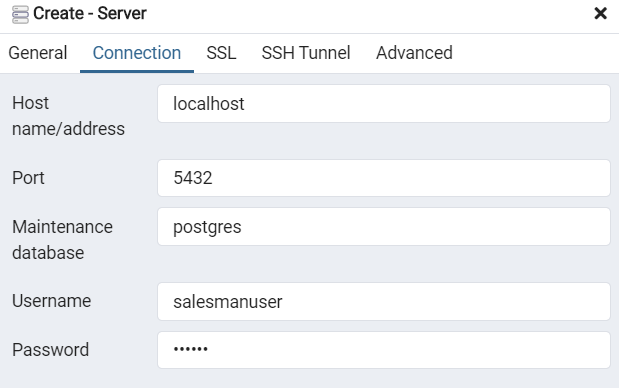 Create - Server
General Connection SSL SSH Tunnel Advanced
Host
name/address
localhost
Port
5432
Maintenance
database
postgres
Username
salesmanuser
Password
••••••